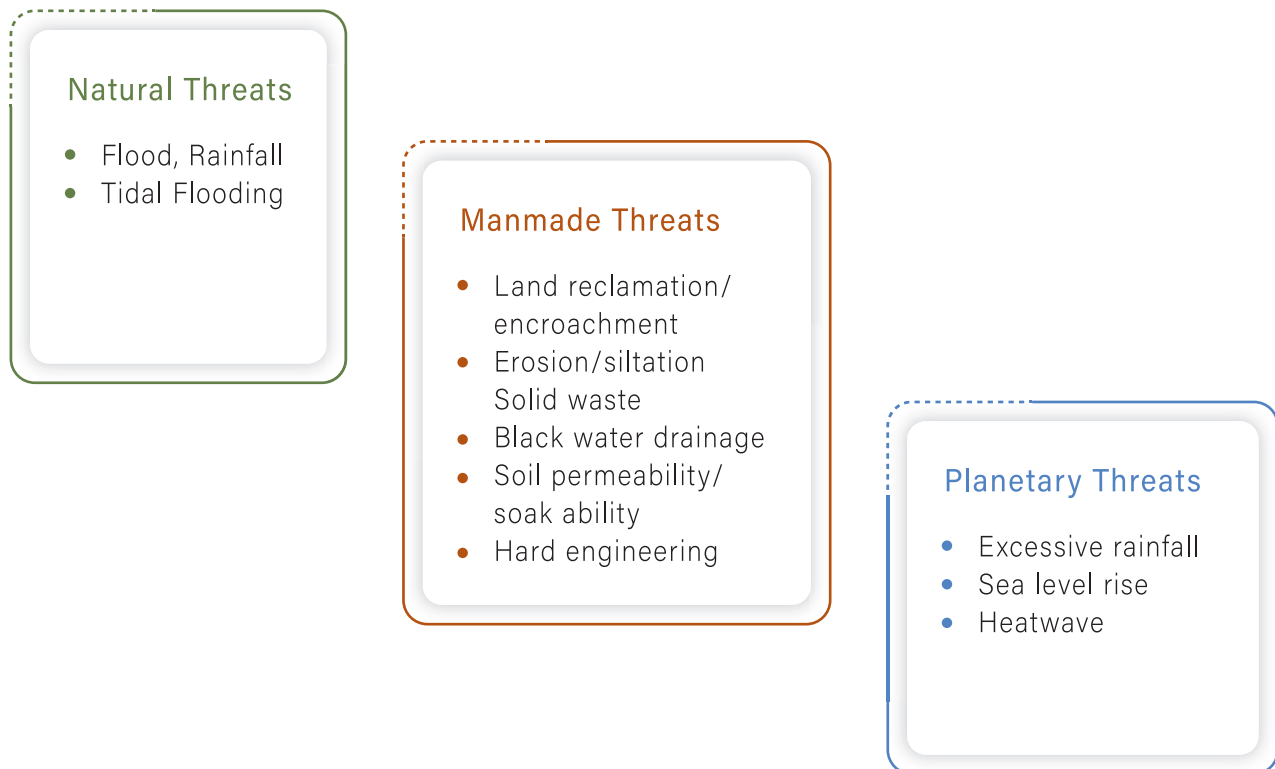 Natural Threats
• Flood, Rainfall
• Tidal Flooding
Manmade Threats
• Land reclamation/
encroachment
• Erosion/siltation
Solid waste
• Black water drainage
• Soil permeability/
soak ability
• Hard engineering
Planetary Threats
• Excessive rainfall
• Sea level rise
• Heatwave